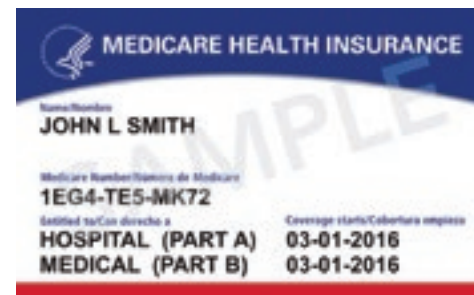 MEDICARE HEALTH INSURANCE
SAMPLE
Name/Nombre
JOHN L SMITH
Medicare Number/Número de Medicare
1EG4-TE5-MK72
Entitled to/Con derecho a Coverage starts/Cobertura empieza
HOSPITAL (PART A) 03-01-2016
MEDICAL (PART B) 03-01-2016